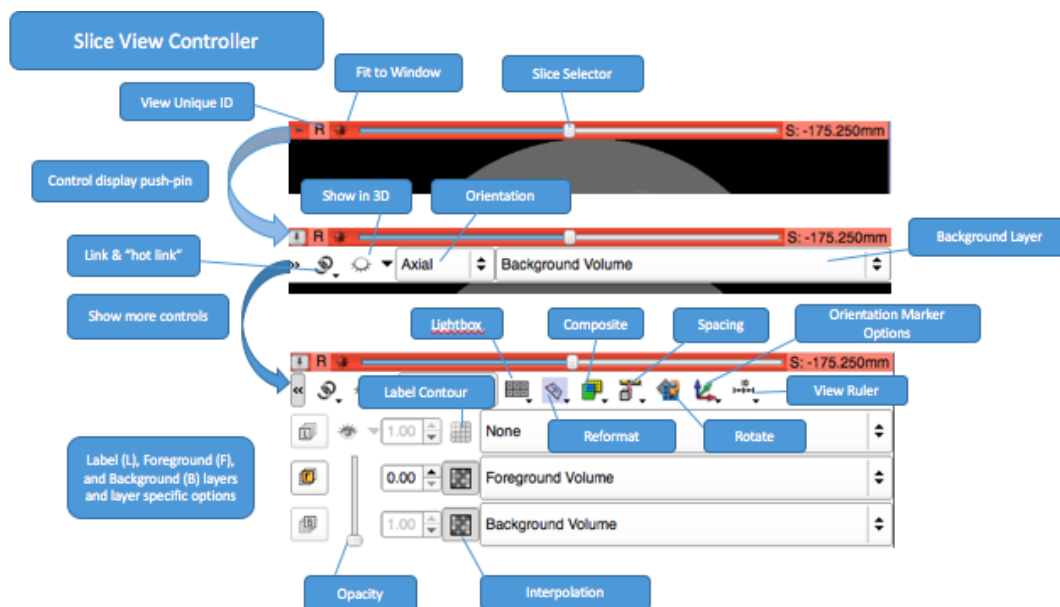 Slice View Controller
Fit to Window
Slice Selector
View Unique ID
R
S: -175.250mm
Control display push-pin
Show in 3D
Orientation
R
S: -175.250mm
Background Layer
Link & “hot link”
Axial
Background Volume
Show more controls
Lightbox
Composite
Spacing
Orientation Marker
Options
R
S: -175.250mm
«
Label Contour
View Ruler
L
1.00
None
Reformat
Rotate
Label (L), Foreground (F),
and Background (B) layers
and layer specific options
F
0.00
Foreground Volume
B
1.00
Background Volume
Opacity
Interpolation